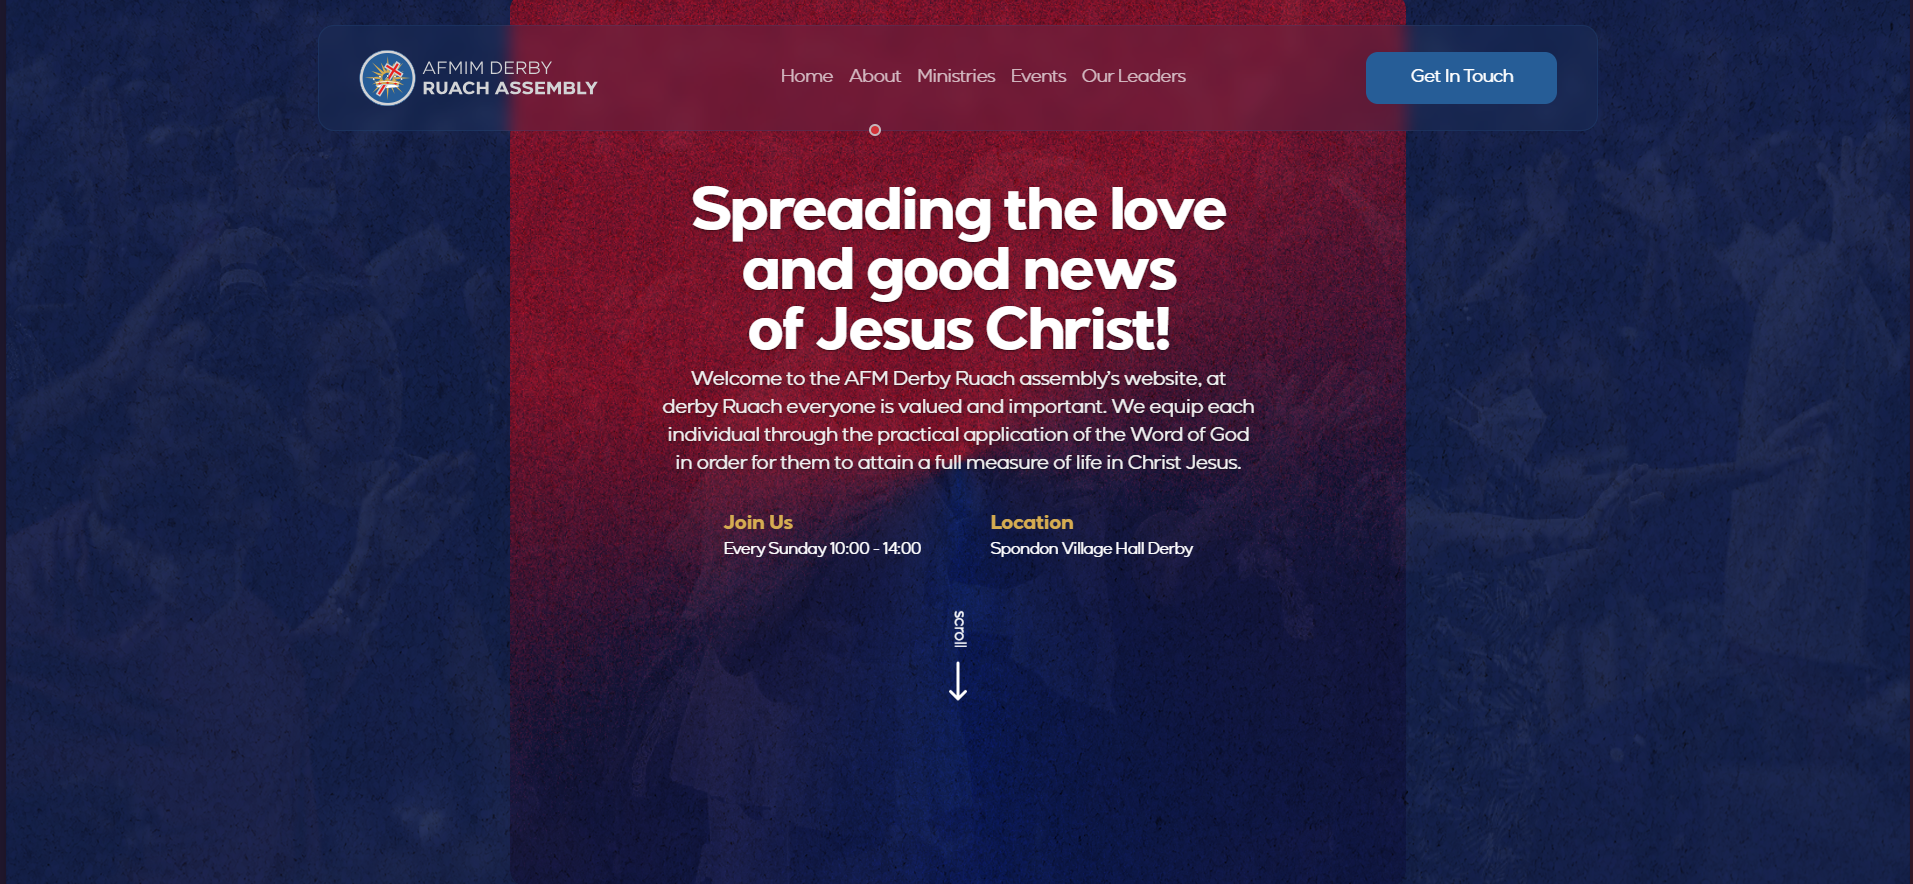 AFMIM DERBY
RUACH ASSEMBLY
Home About Ministries Events Our Leaders
Get In Touch
Spreading the love
and good news
of Jesus Christ!
Welcome to the AFM Derby Ruach assembly's website, at
derby Ruach everyone is valued and important. We equip each
individual through the practical application of the Word of God
in order for them to attain a full measure of life in Christ Jesus.
Join Us
Every Sunday 10:00 - 14:00
Location
Spondon Village Hall Derby
scroll